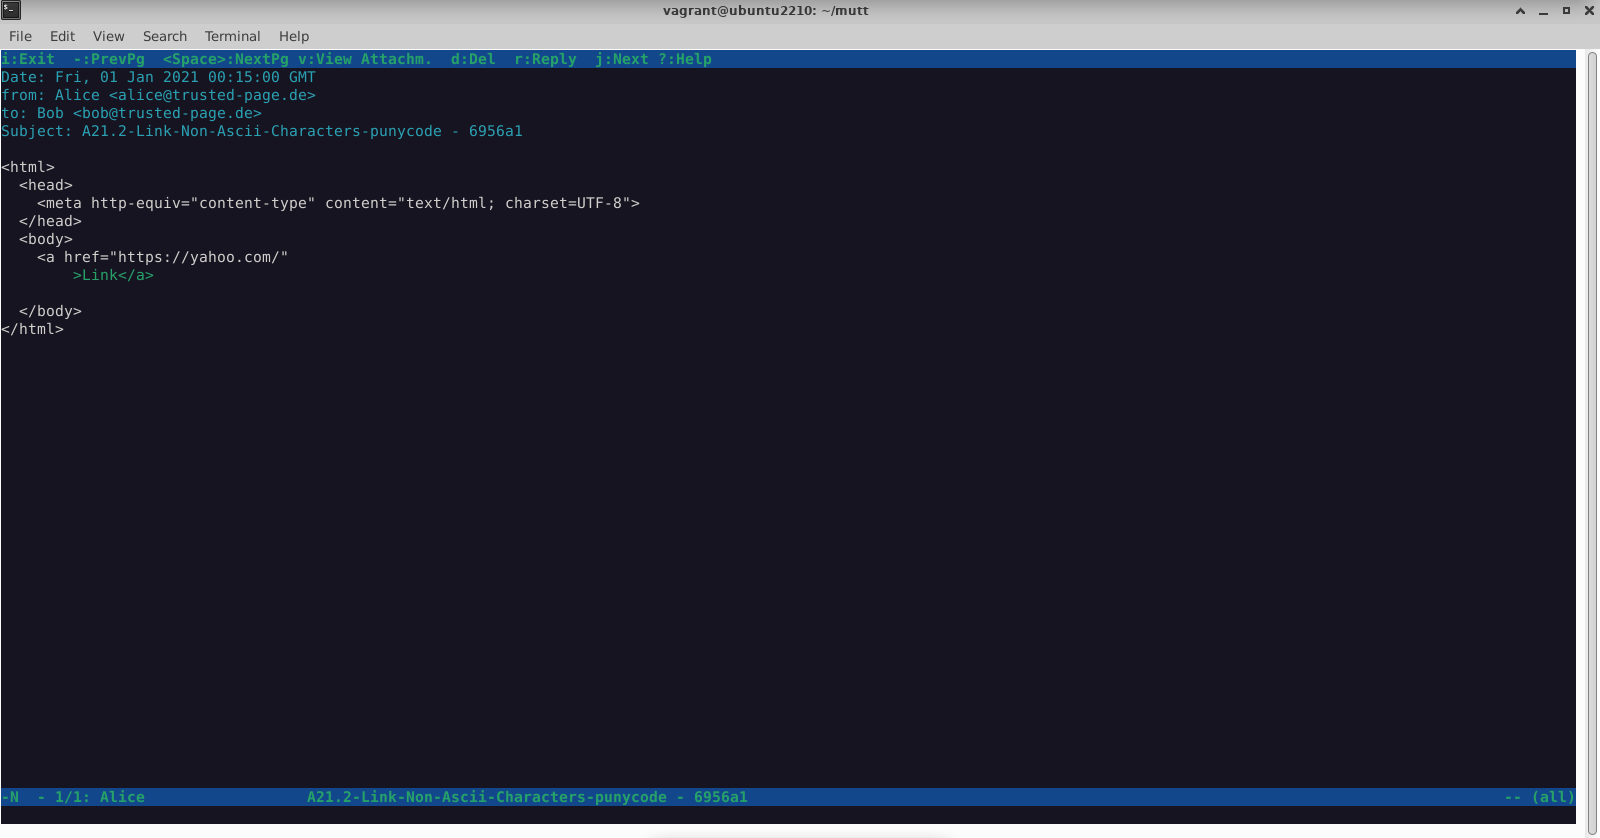 vagrant@ubuntu2210: ~/mutt
File Edit View Search Terminal Help
i:Exit -:PrevPg <Space>:NextPg v:View Attachm. d:Del r:Reply j:Next ?:Help
Date: Fri, 01 Jan 2021 00:15:00 GMT
from: Alice <alice@trusted-page.de>
to: Bob <bob@trusted-page.de>
Subject: A21.2-Link-Non-Ascii-Characters-punycode - 6956a1
<html>
  <head>
    <meta http-equiv="content-type" content="text/html; charset=UTF-8">
  </head>
  <body>
    <a href="https://yahoo.com/"
        >Link</a>
  </body>
</html>
-N - 1/1: Alice A21.2-Link-Non-Ascii-Characters-punycode - 6956a1 -- (all)